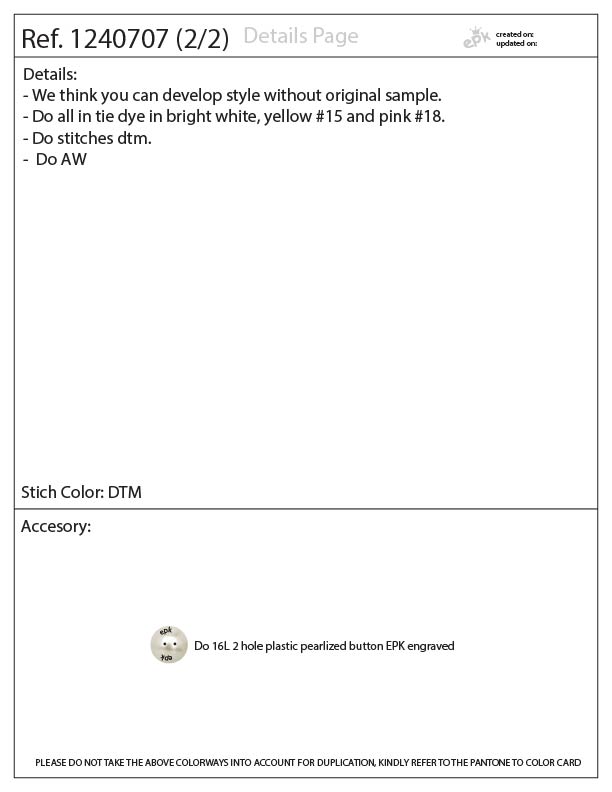 Ref. 1240707 (2/2) Details Page
epk
created on:
updated on:
Details:
- We think you can develop style without original sample.
- Do all in tie dye in bright white, yellow #15 and pink #18.
- Do stitches dtm.
- Do AW
Stich Color: DTM
Accesory:
epk
Do 16L 2 hole plastic pearlized button EPK engraved
epk
PLEASE DO NOT TAKE THE ABOVE COLORWAYS INTO ACCOUNT FOR DUPLICATION, KINDLY REFER TO THE PANTONE TO COLOR CARD